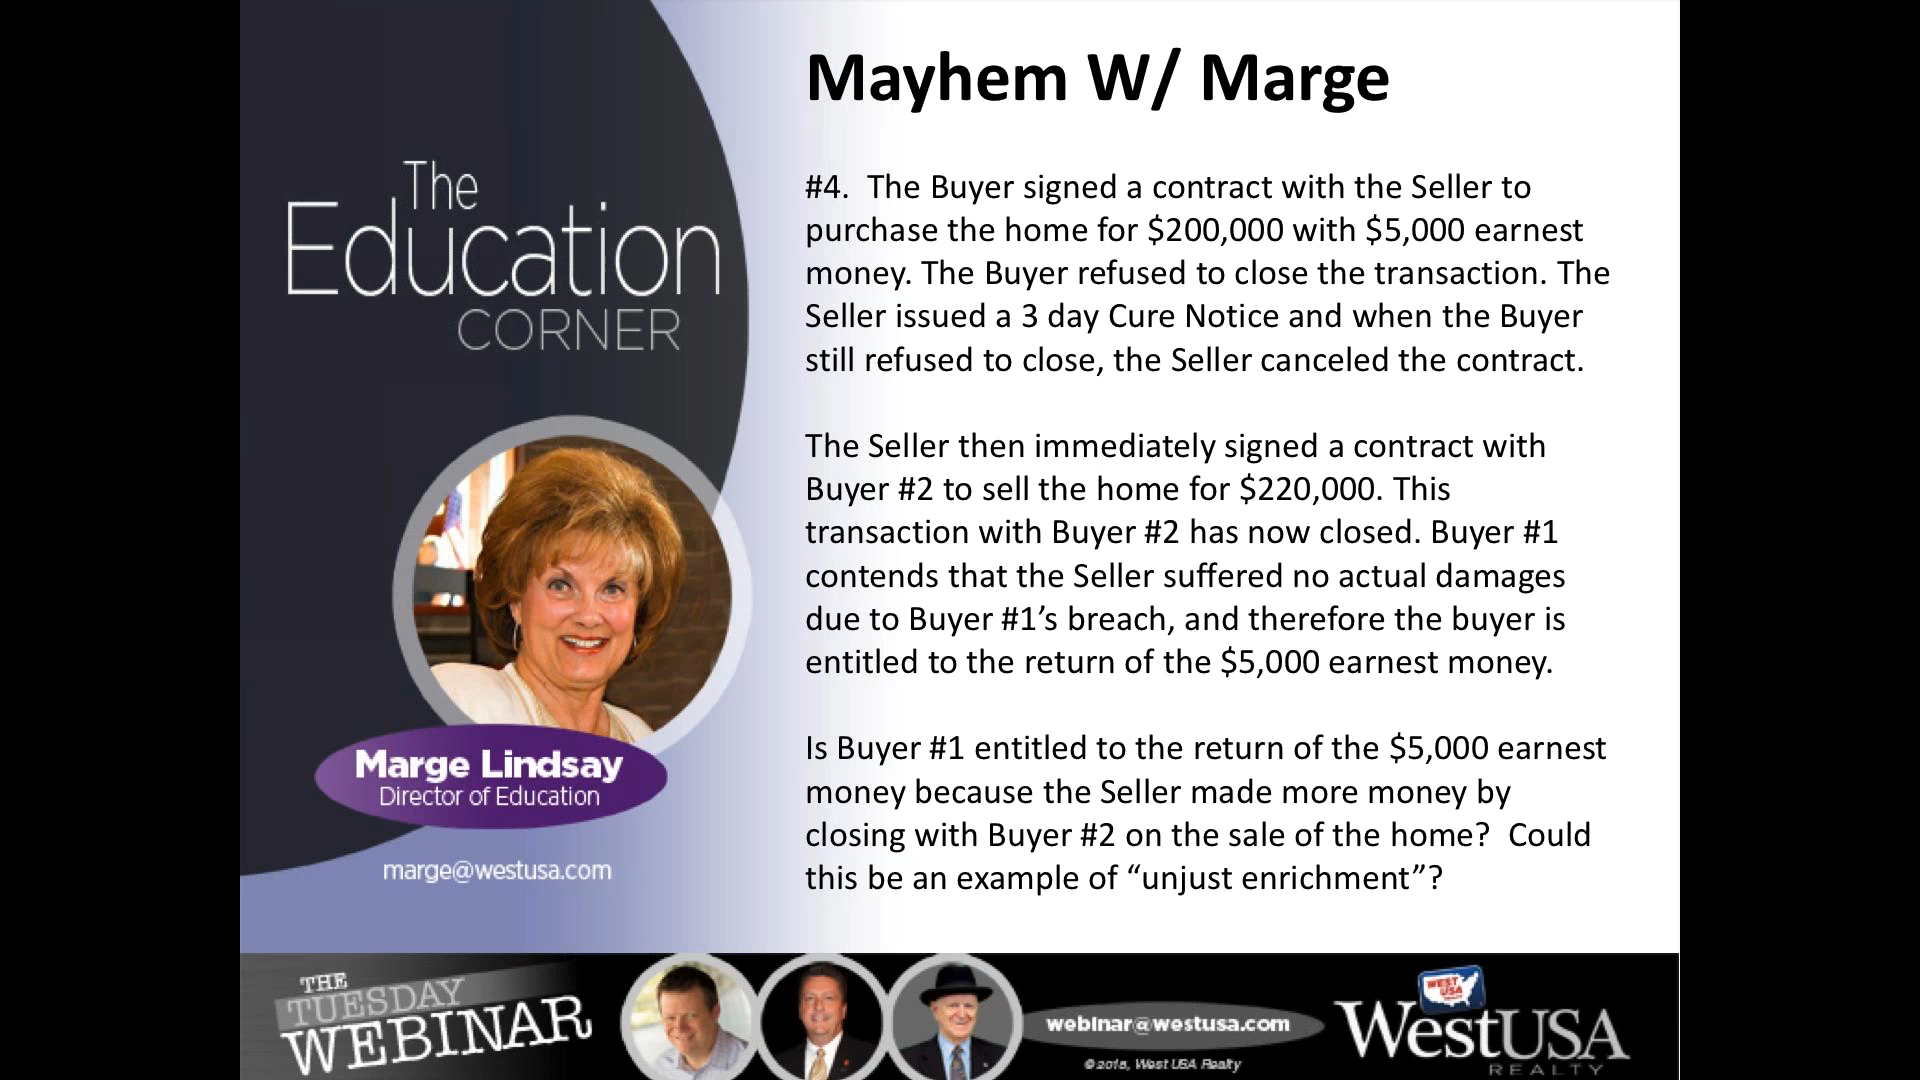 Mayhem W/ Marge
The
Education
CORNER
#4.  The Buyer signed a contract with the Seller to
purchase the home for $200,000 with $5,000 earnest
money. The Buyer refused to close the transaction. The
Seller issued a 3 day Cure Notice and when the Buyer
still refused to close, the Seller canceled the contract.
The Seller then immediately signed a contract with
Buyer #2 to sell the home for $220,000. This
transaction with Buyer #2 has now closed. Buyer #1
contends that the Seller suffered no actual damages
due to Buyer #1’s breach, and therefore the buyer is
entitled to the return of the $5,000 earnest money.
Is Buyer #1 entitled to the return of the $5,000 earnest
money because the Seller made more money by
closing with Buyer #2 on the sale of the home?  Could
this be an example of “unjust enrichment”?
Marge Lindsay
Director of Education
marge@westusa.com
THE
TUESDAY
WEBINAR
webinar@westusa.com
©2018, West USA Realty
WEST
USA
WestUSA
REALTY